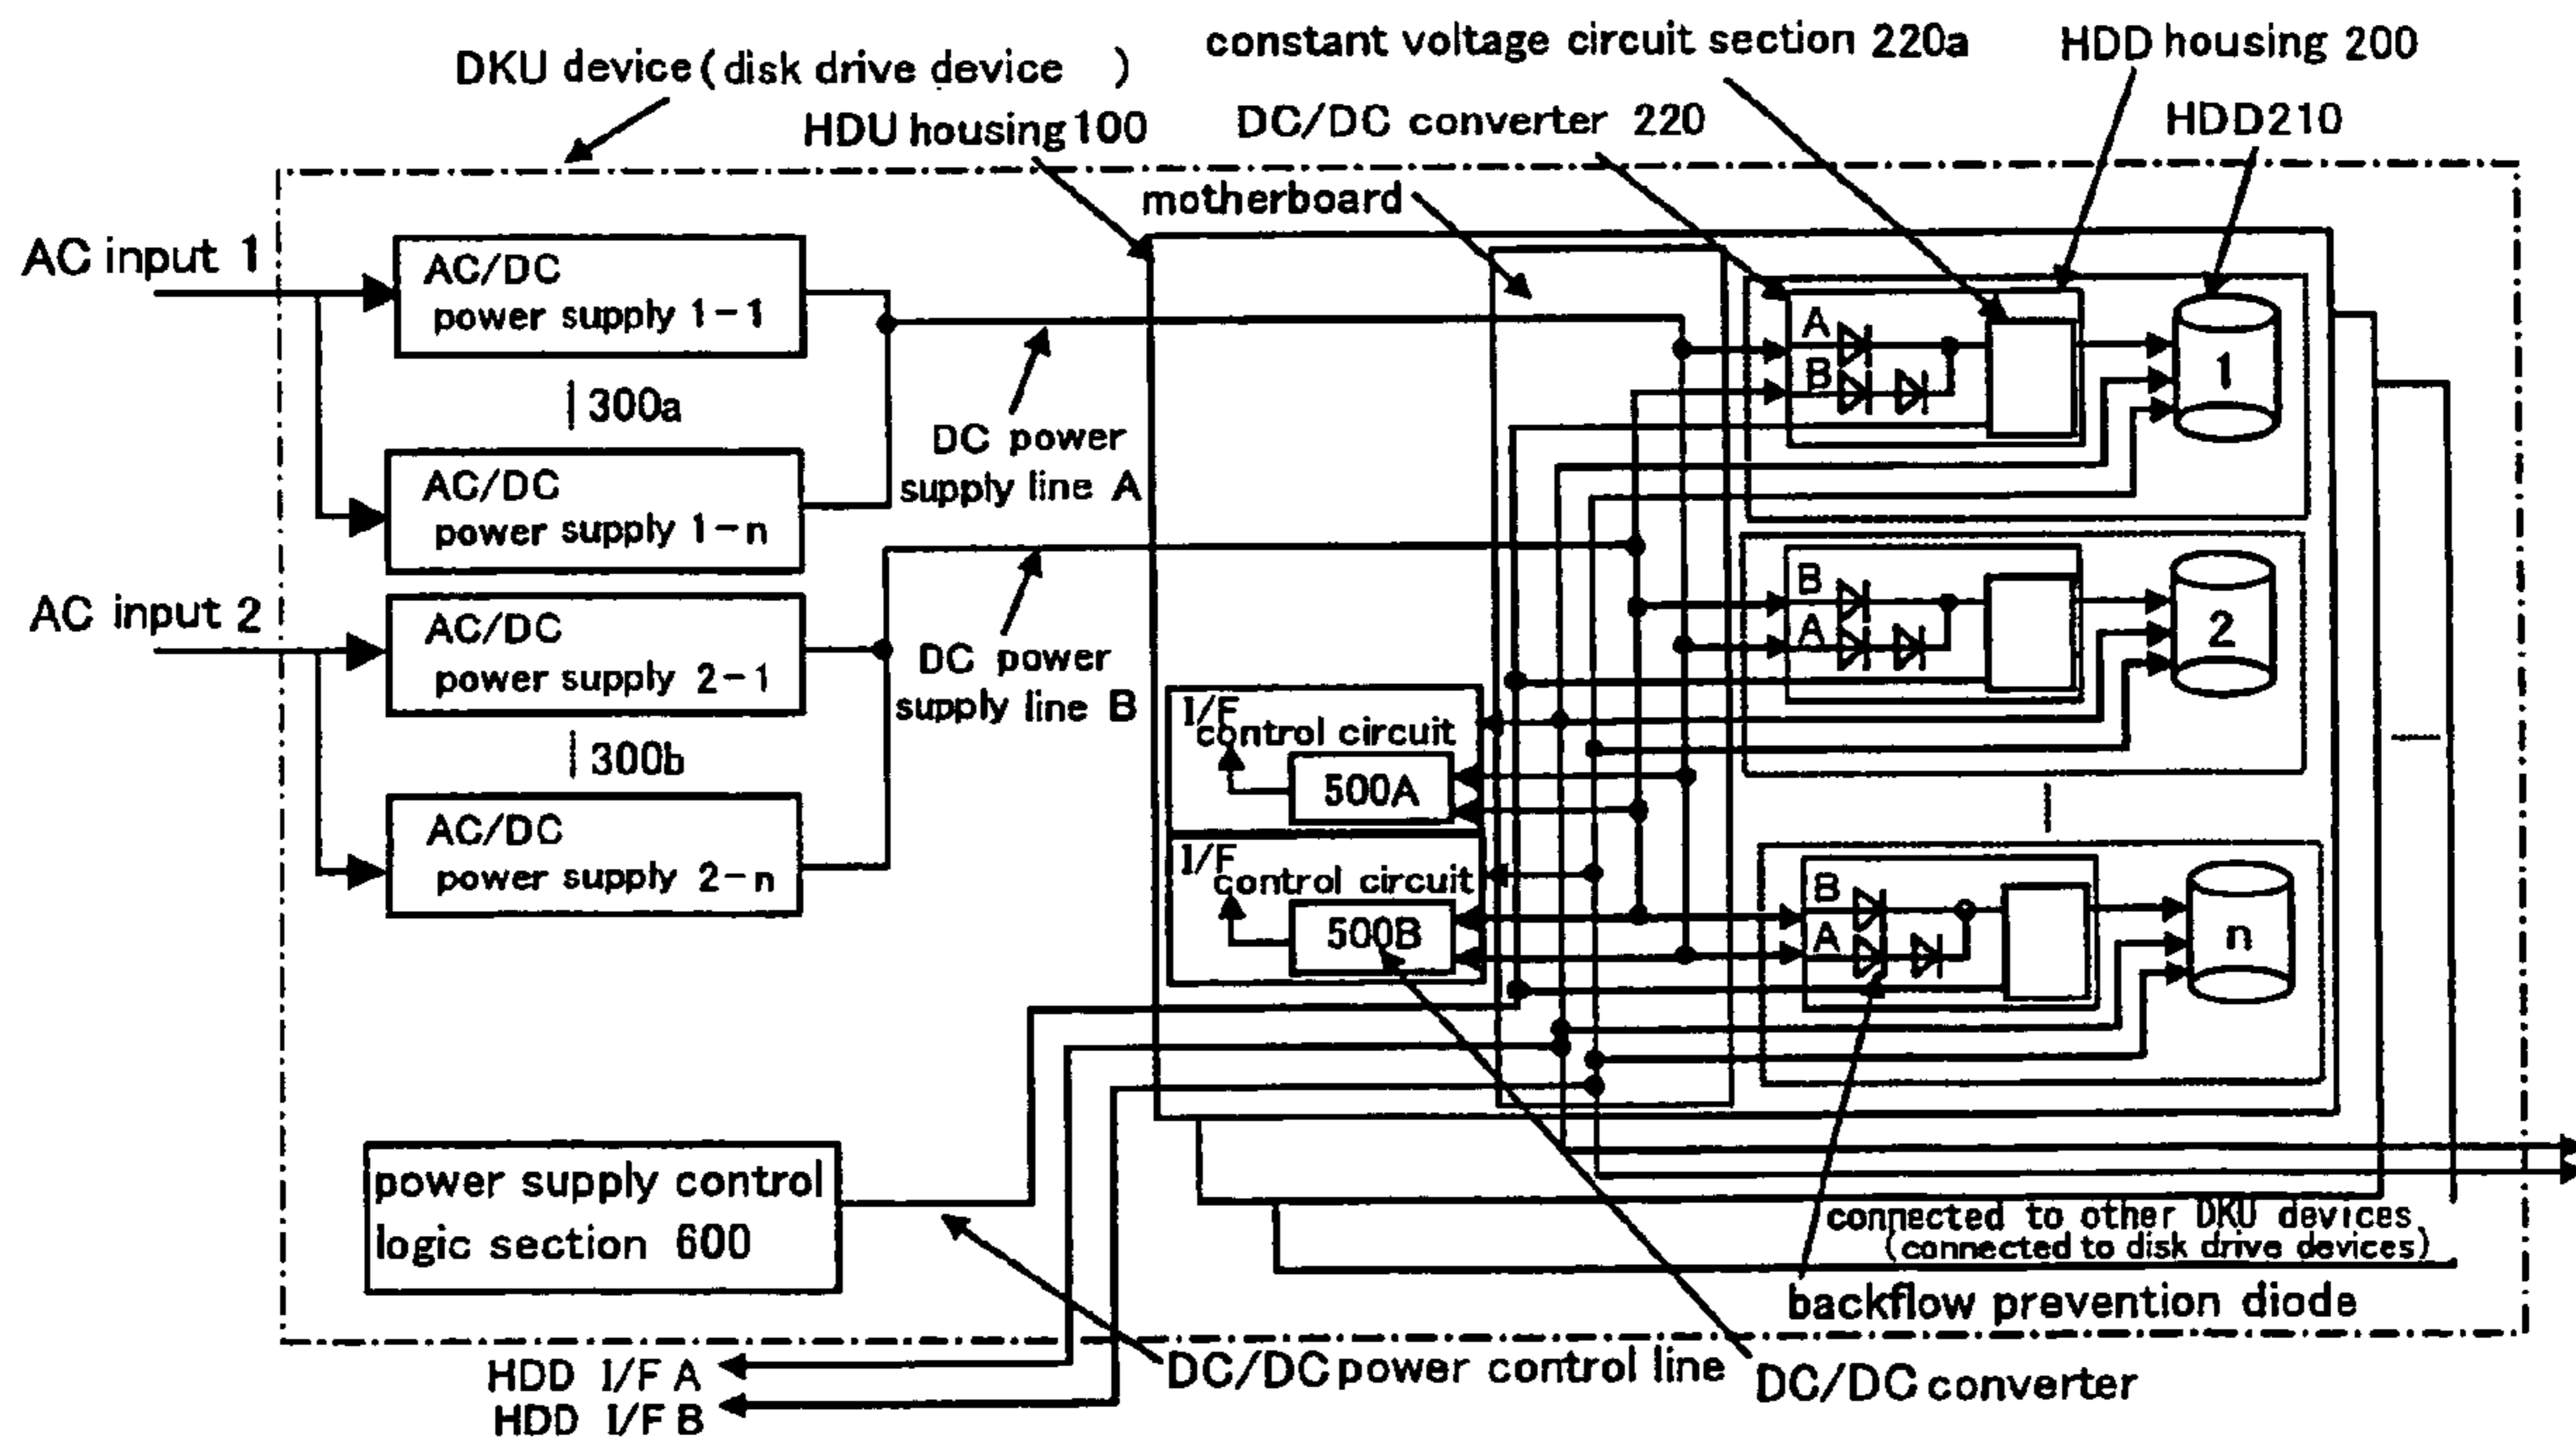 constant voltage circuit section 220a
HDD housing 200
DKU device (disk drive device )
HDU housing 100
DC/DC converter 220
HDD210
motherboard
AC input 1
AC/DC
power supply 1-1
300a
AC/DC
power supply 1-n
DC power
supply line A
AC input 2
AC/DC
power supply 2-1
300b
AC/DC
power supply 2-n
DC power
supply line B
A
B
1
B
A
2
I/F
control circuit
500A
I/F
control circuit
500B
B
A
n
power supply control
logic section 600
connected to other DKU devices
(connected to disk drive devices)
backflow prevention diode
HDD I/F A
HDD I/F B
DC/DC power control line
DC/DC converter